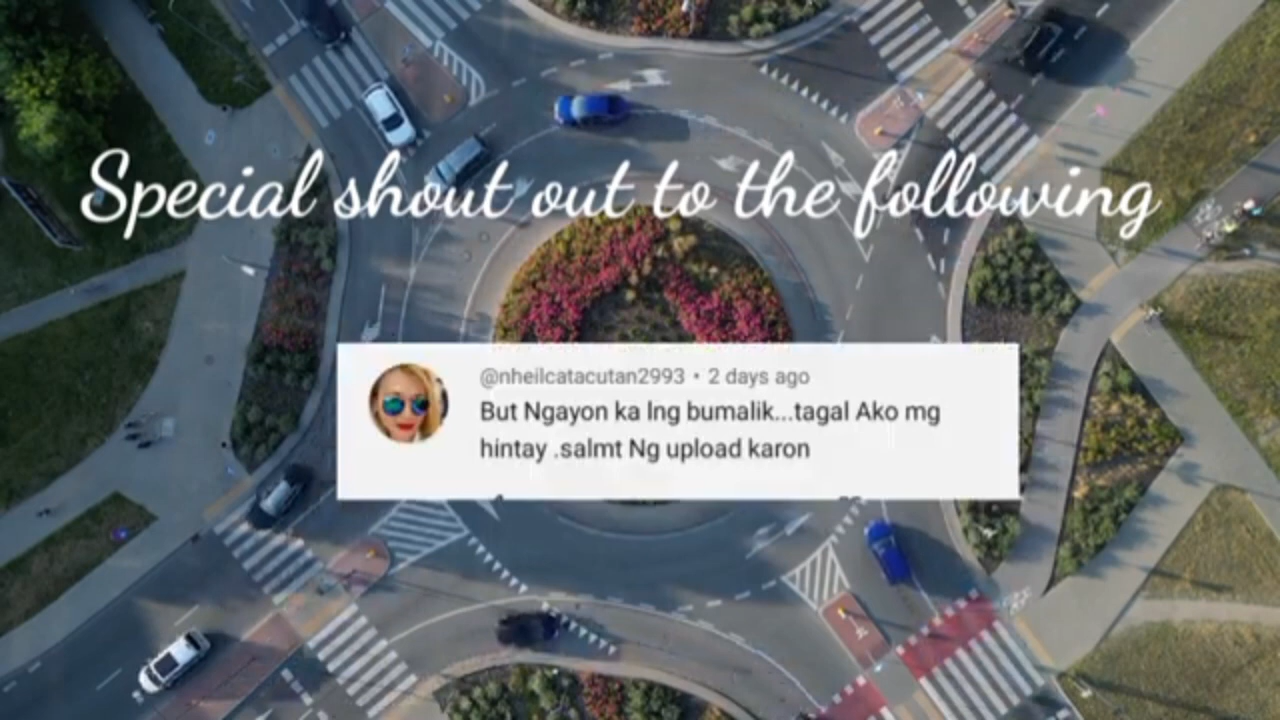 Special shout out to the following
@nheilcatacutan2993 • 2 days ago
But Ngayon ka lng bumalik...tagal Ako mg
hintay .salmt Ng upload karon